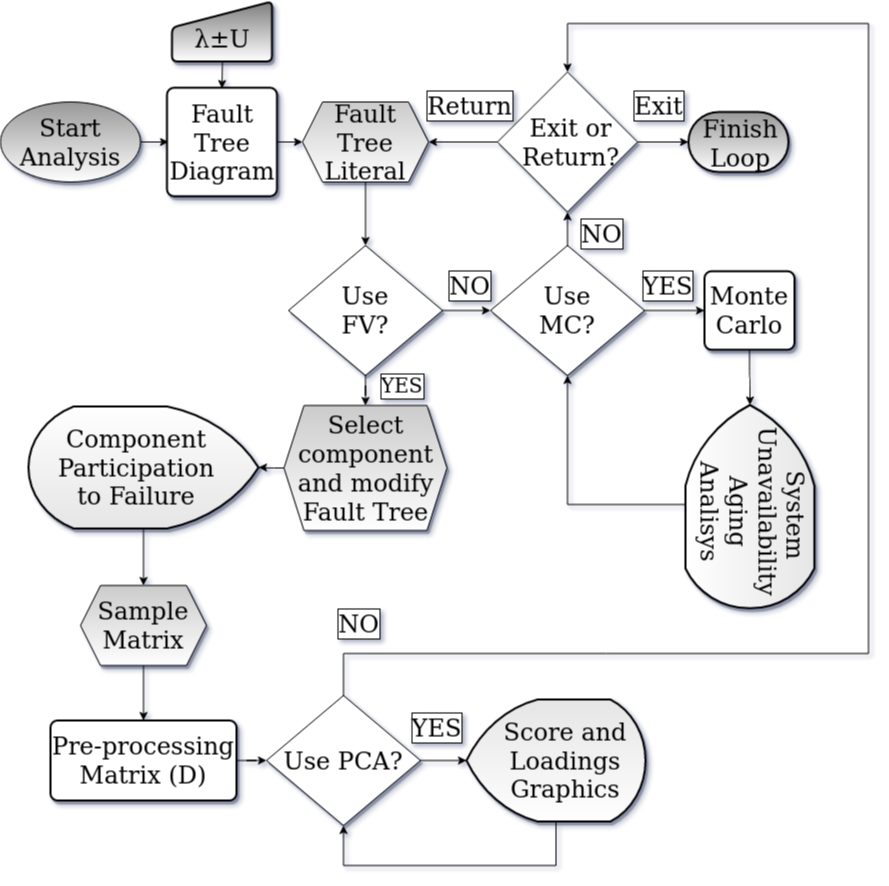 λ±U
Start
Analysis
Fault
Tree
Diagram
Fault
Tree
Literal
Return
Exit or
Return?
Exit
Finish
Loop
Use
FV?
NO
Use
MC?
NO
YES
Monte
Carlo
System
Unavailability
Aging
Analisys
YES
Select
component
and modify
Fault Tree
Component
Participation
to Failure
Sample
Matrix
Pre-processing
Matrix (D)
NO
Use PCA?
YES
Score and
Loadings
Graphics